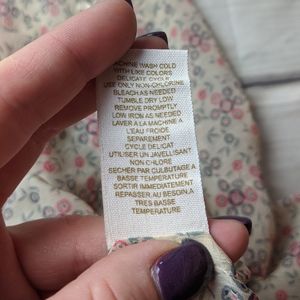 MACHINE WASH COLD
WITH LIKE COLORS
DELICATE CYCLE
USE ONLY NON-CHLORINE
BLEACH AS NEEDED
TUMBLE DRY LOW
REMOVE PROMPTLY
LOW IRON AS NEEDED
LAVER A LA MACHINE A
L'EAU FROIDE
SEPAREMENT
CYCLE DELICAT
UTILISER UN JAVELLISANT
NON CHLORE
SECHER PAR CULBUTAGE A
BASSE TEMPERATURE
SORTIR IMMEDIATEMENT
REPASSER AU BESOIN,A
TRES BASSE
TEMPERATURE